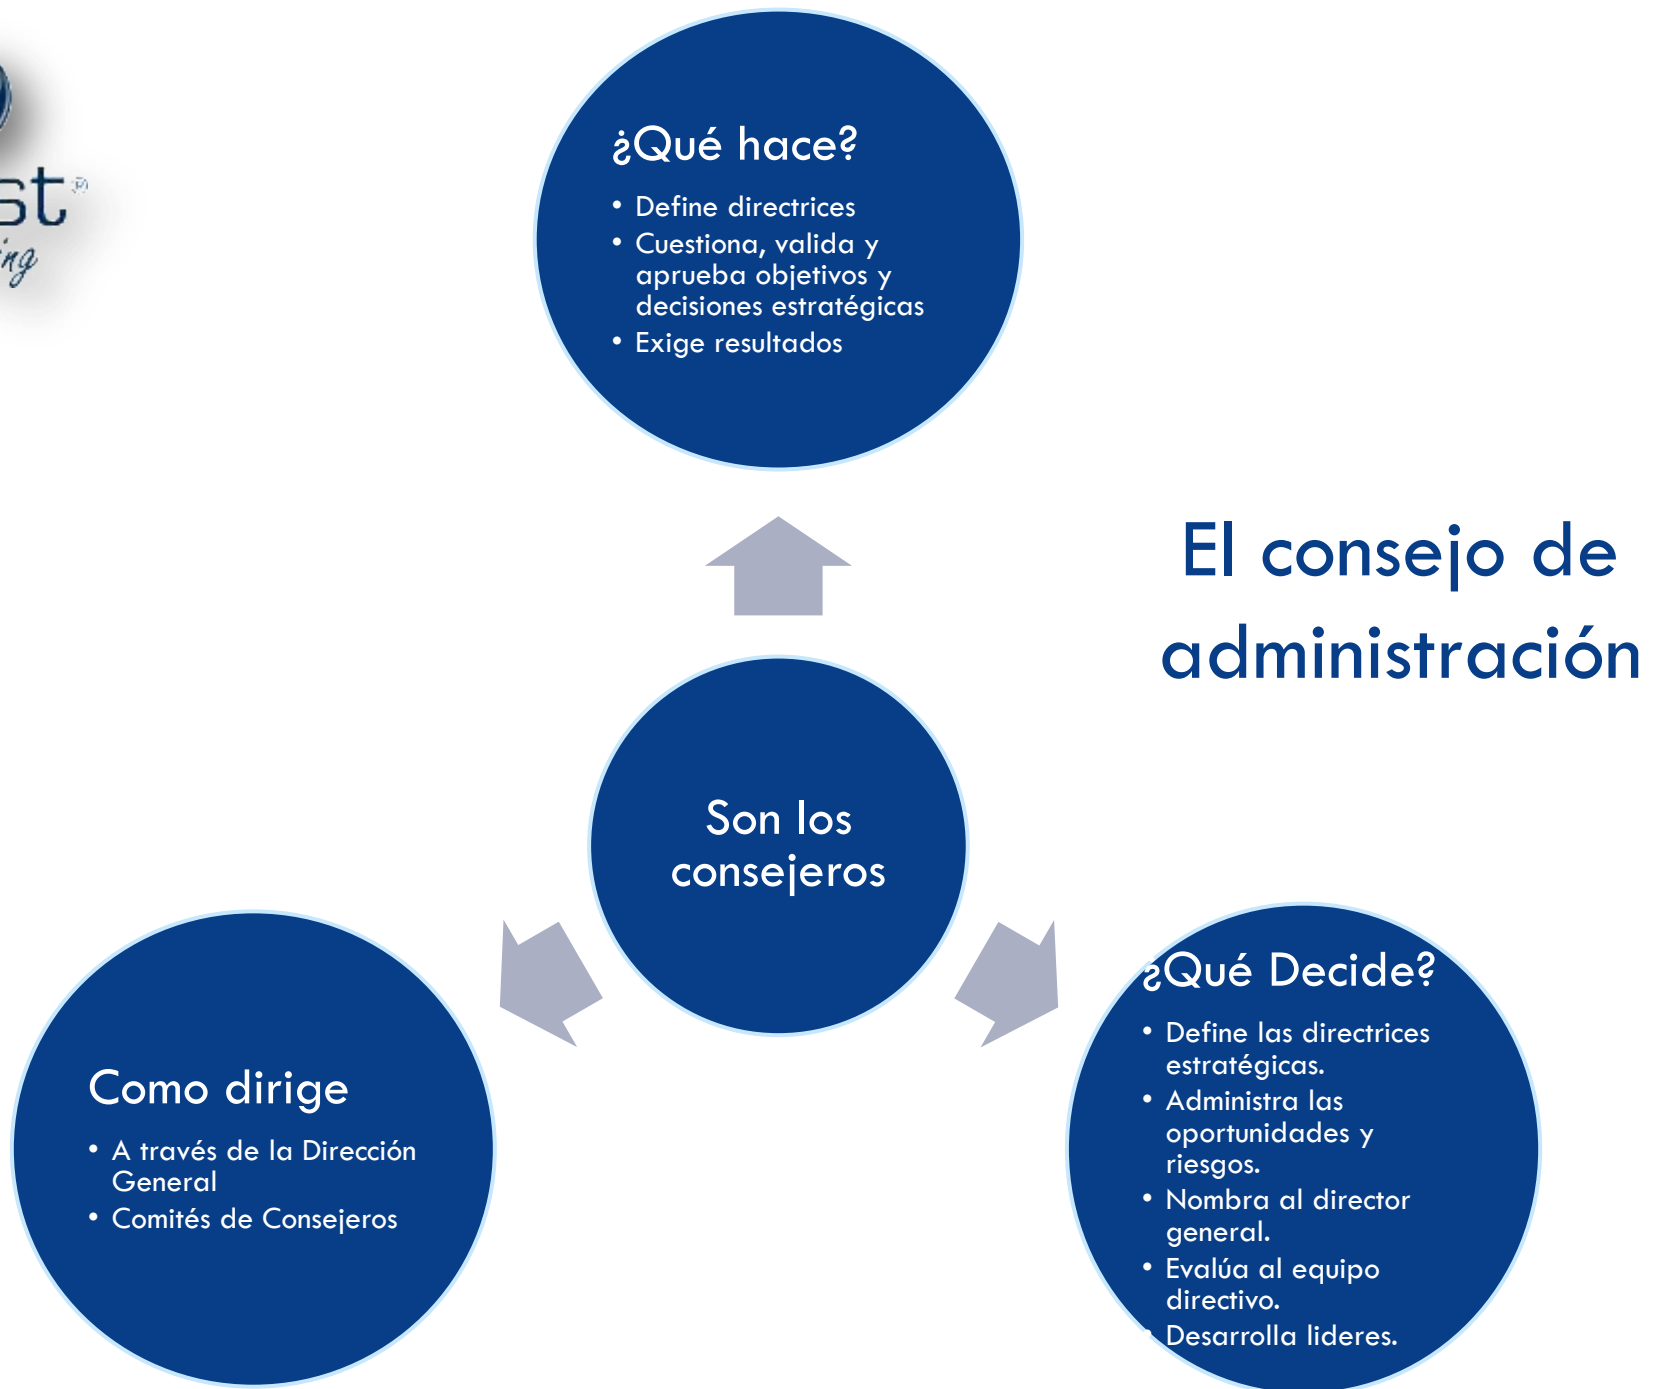 ¿Qué hace?
• Define directrices
• Cuestiona, valida y
aprueba objetivos y
decisiones estratégicas
• Exige resultados
El consejo de
administración
Son los
consejeros
Como dirige
• A través de la Dirección
General
• Comités de Consejeros
¿Qué Decide?
• Define las directrices
estratégicas.
• Administra las
oportunidades y
riesgos.
• Nombra al director
general.
• Evalúa al equipo
directivo.
• Desarrolla lideres.